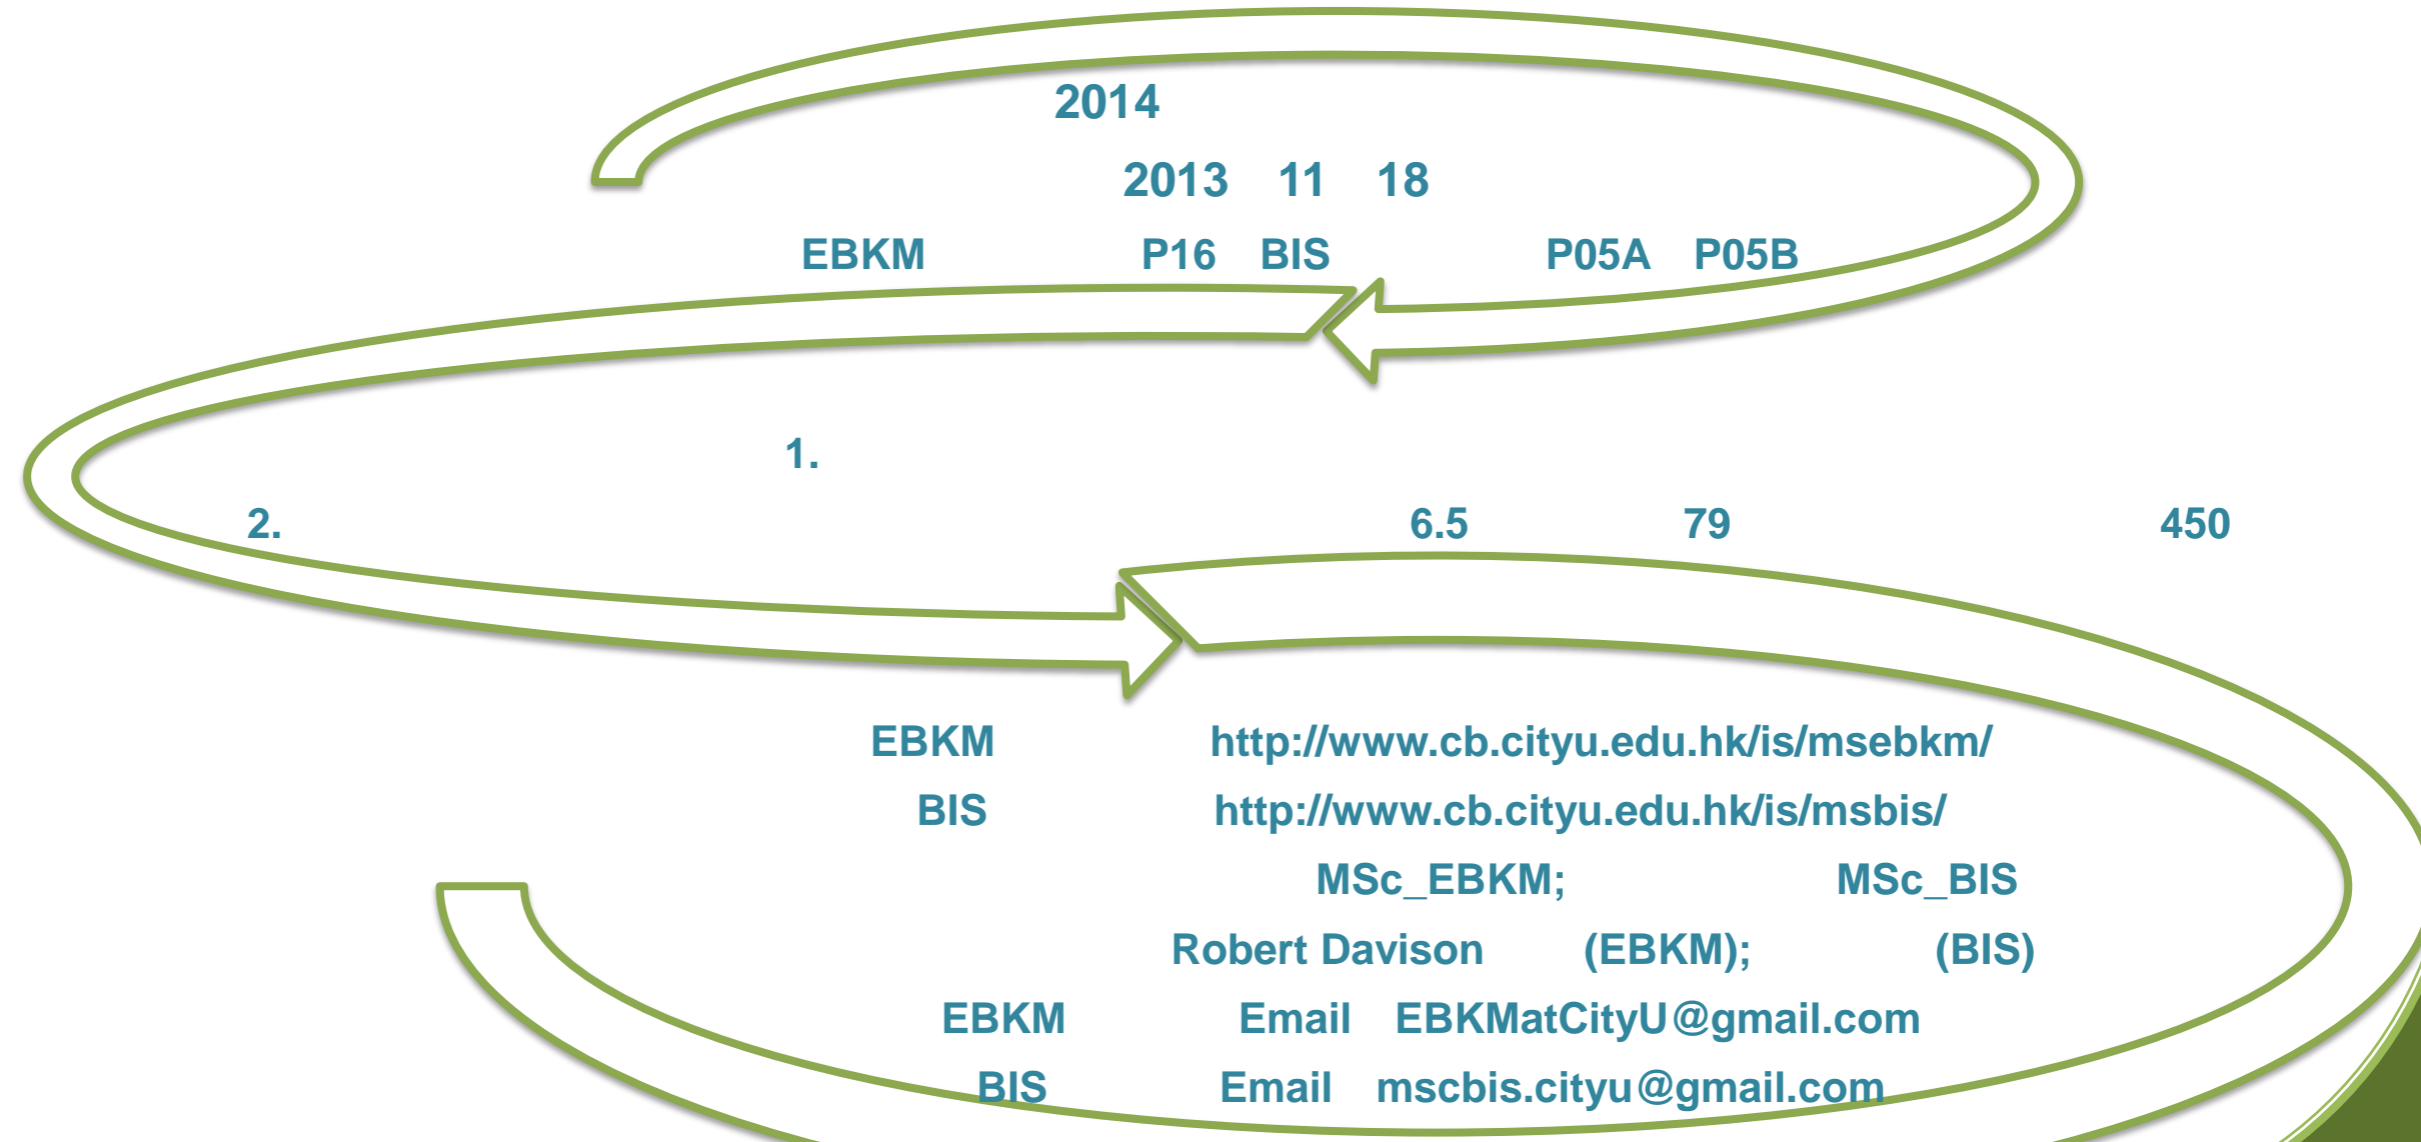 2014
2013 11 18
EBKM P16 BIS P05A P05B
1.
2. 6.5 79 450
EBKM http://www.cb.cityu.edu.hk/is/msebkm/
BIS http://www.cb.cityu.edu.hk/is/msbis/
MSc_EBKM; MSc_BIS
Robert Davison (EBKM); (BIS)
EBKM Email EBKMatCityU@gmail.com
BIS Email mscbis.cityu@gmail.com